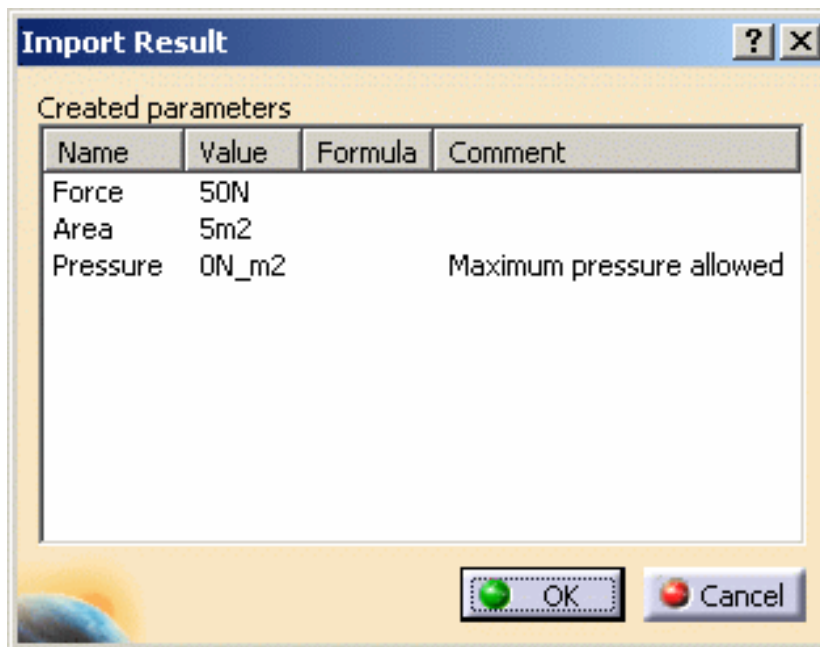 Import Result
Created parameters
Name Value Formula Comment
Force 50N
Area 5m2
Pressure 0N_m2 Maximum pressure allowed
OK Cancel